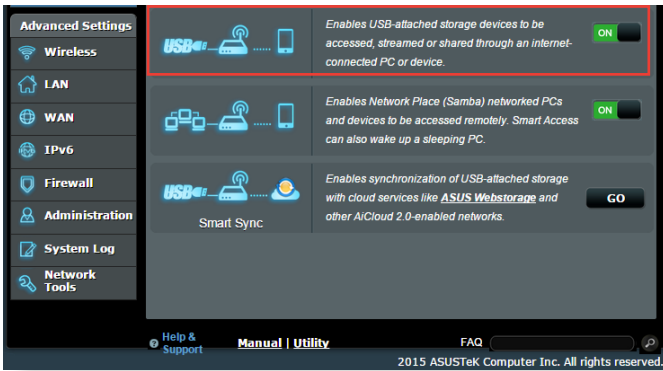 Advanced Settings
Wireless
LAN
WAN
IPv6
Firewall
Administration
System Log
Network
Tools
USB
Enables USB-attached storage devices to be
accessed, streamed or shared through an internet-
connected PC or device.
ON
Enables Network Place (Samba) networked PCs
and devices to be accessed remotely. Smart Access
can also wake up a sleeping PC.
ON
USB
Smart Sync
Enables synchronization of USB-attached storage
with cloud services like ASUS Webstorage and
other AiCloud 2.0-enabled networks.
GO
Help &
Support
Manual | Utility
FAQ
2015 ASUSTeK Computer Inc. All rights reserved.